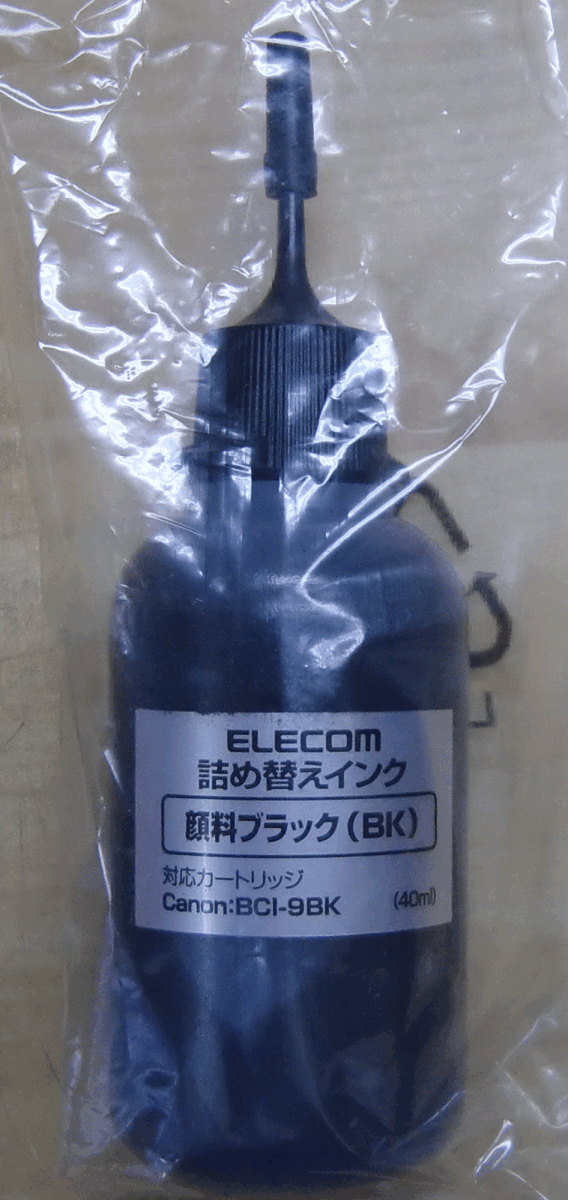 ELECOM
詰め替えインク
顔料ブラック(BK)
対応カートリッジ
Canon:BCI-9BK (40ml)